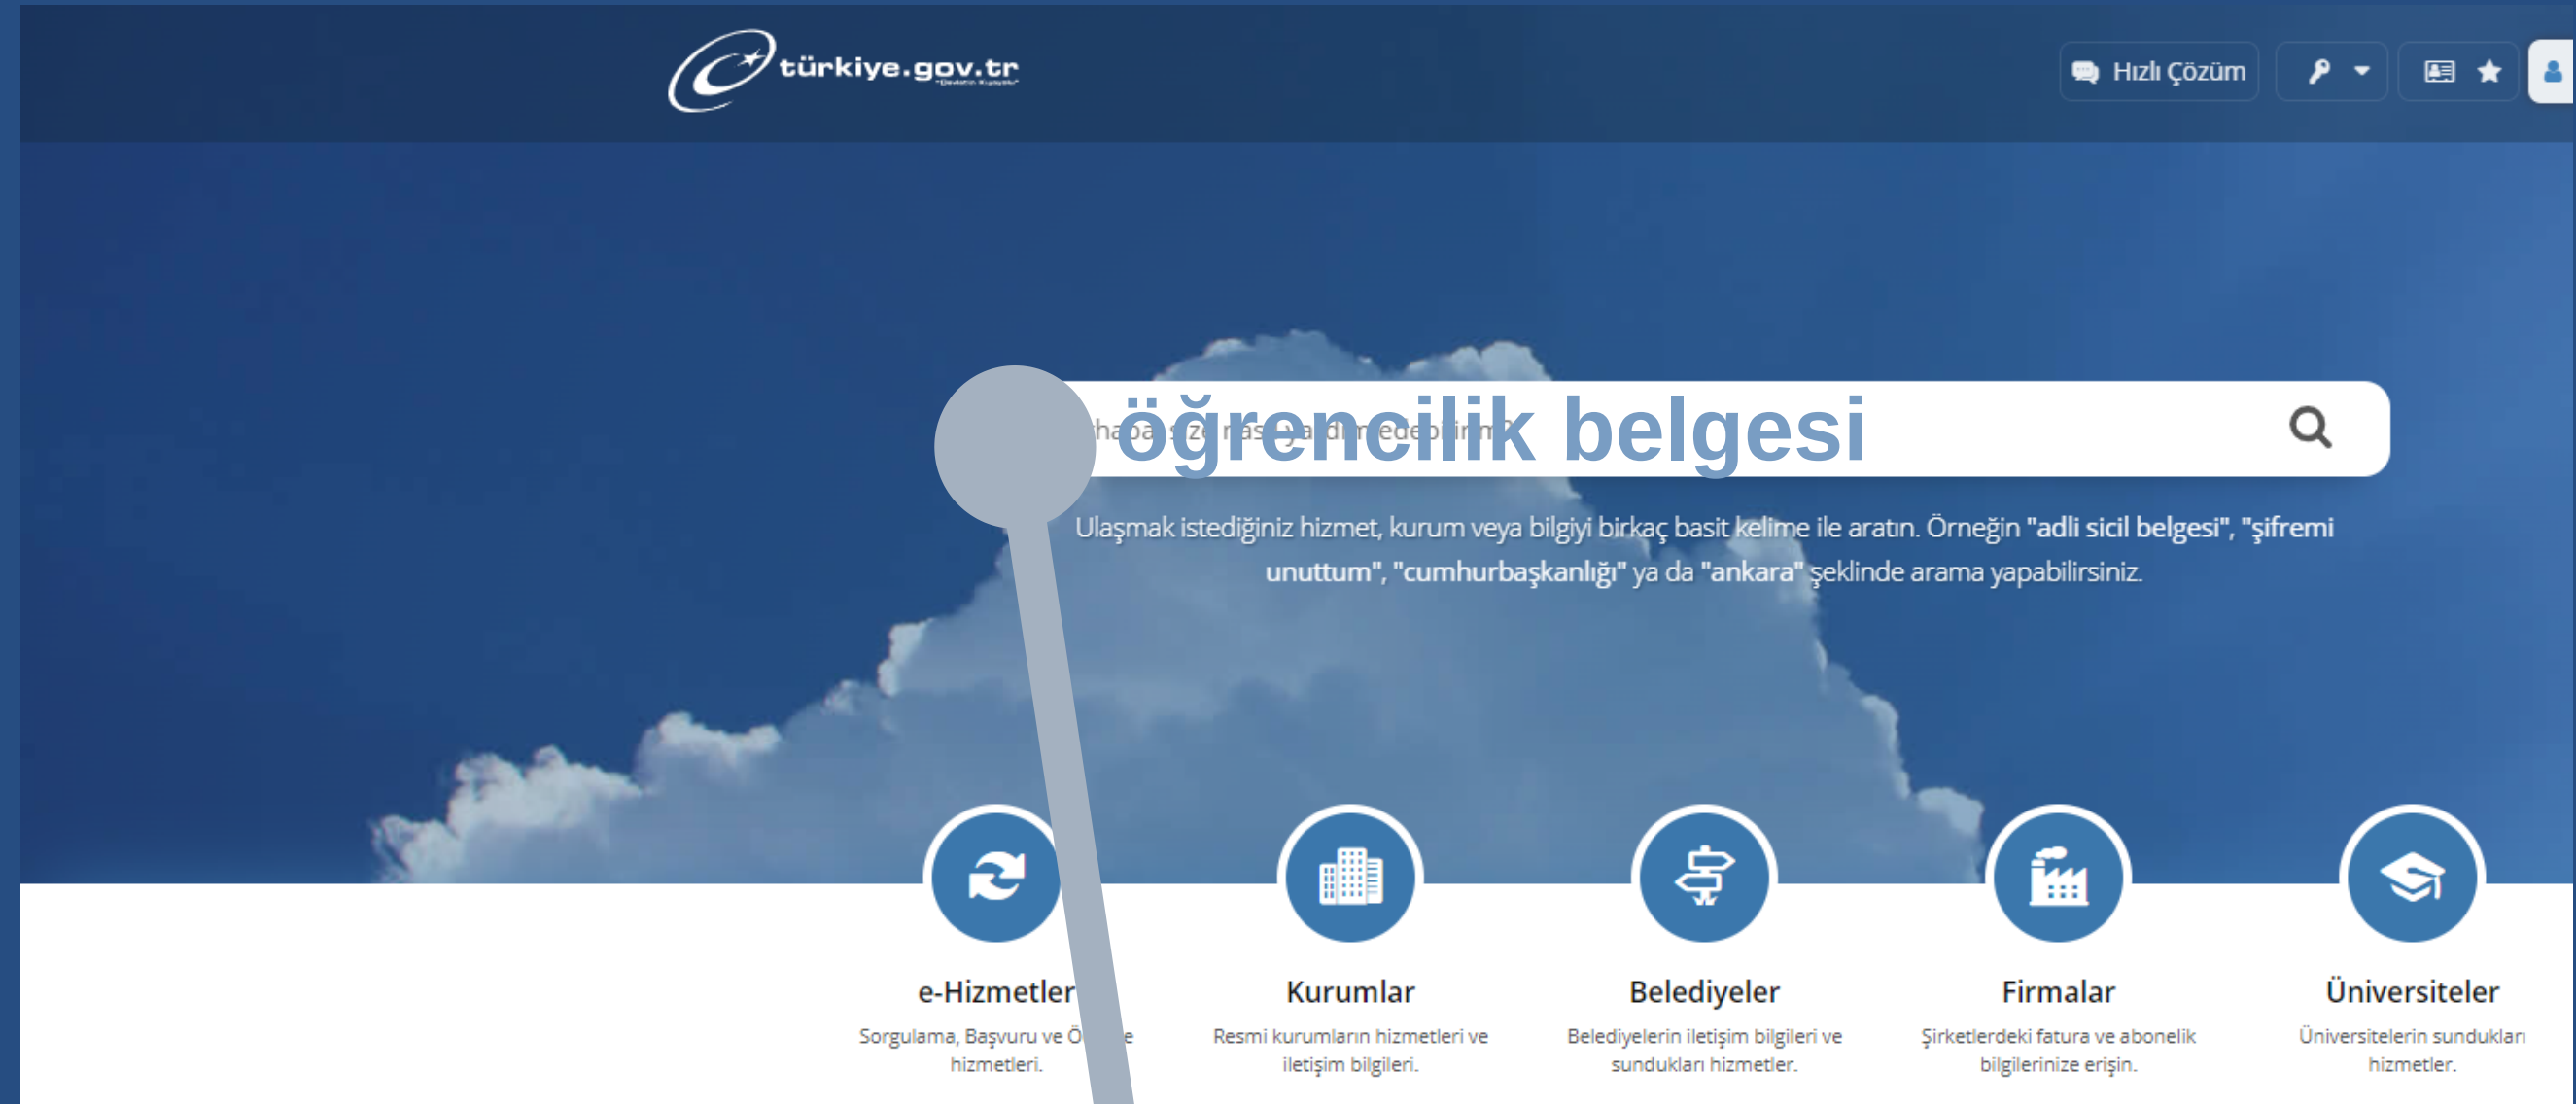 türkiye.gov.tr
"Devletin Kısayolu"
Hızlı Çözüm
öğrencilik belgesi
Ulaşmak istediğiniz hizmet, kurum veya bilgiyi birkaç basit kelime ile aratın. Örneğin "adli sicil belgesi", "şifremi
unuttum", "cumhurbaşkanlığı" ya da "ankara" şeklinde arama yapabilirsiniz.
e-Hizmetler
Sorgulama, Başvuru ve
hizmetleri.
Kurumlar
Resmi kurumların hizmetleri ve
iletişim bilgileri.
Belediyeler
Belediyelerin iletişim bilgileri ve
sundukları hizmetler.
Firmalar
Şirketlerdeki fatura ve abonelik
bilgilerinize erişin.
Üniversiteler
Üniversitelerin sundukları
hizmetler.